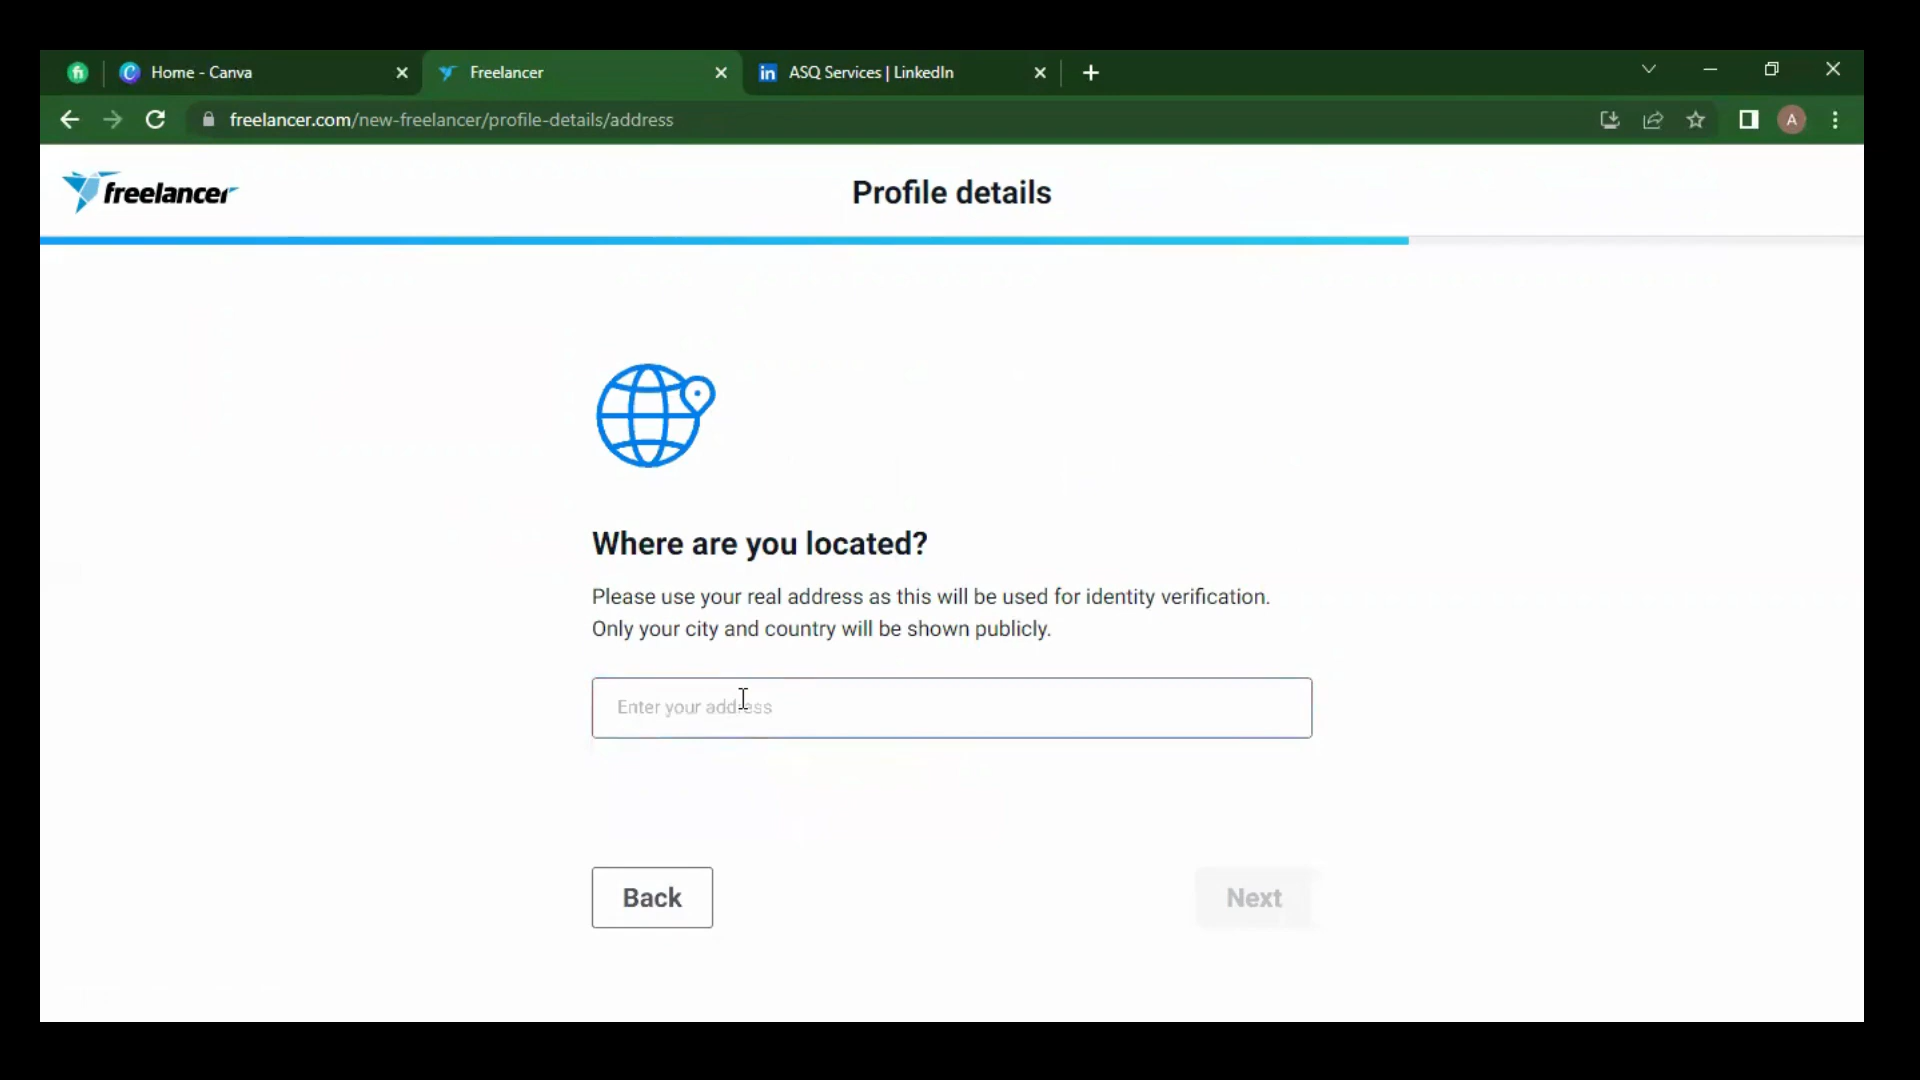 fi
Home - Canva
Freelancer
in
ASQ Services | LinkedIn
freelancer.com/new-freelancer/profile-details/address
A
freelancer
Profile details
Where are you located?
Please use your real address as this will be used for identity verification.
Only your city and country will be shown publicly.
Enter your address
Back
Next